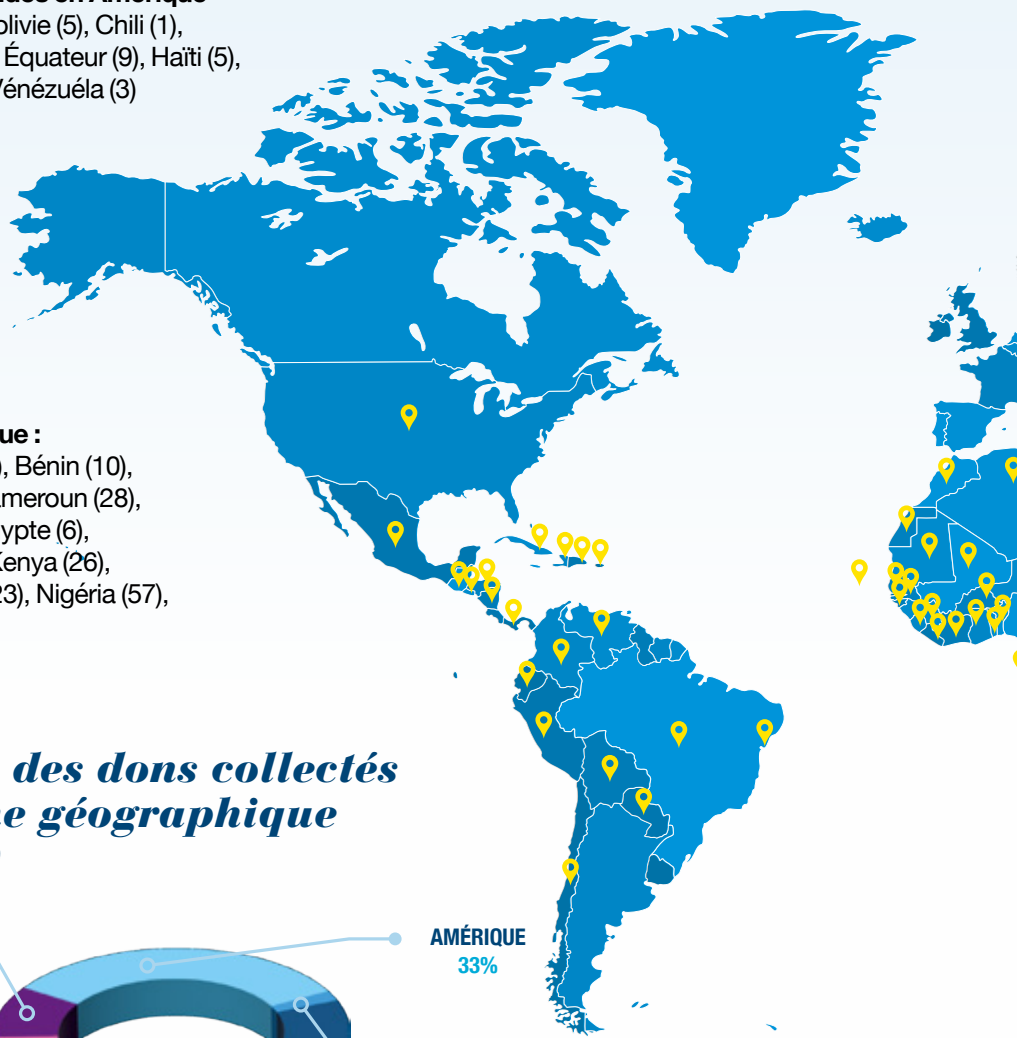 olivie (5), Chili (1),
Équateur (9), Haïti (5),
Vénézuéla (3)
ue :
), Bénin (10),
ameroun (28),
ypte (6),
Kenya (26),
23), Nigéria (57),
des dons collectés
e géographique
AMÉRIQUE
33%